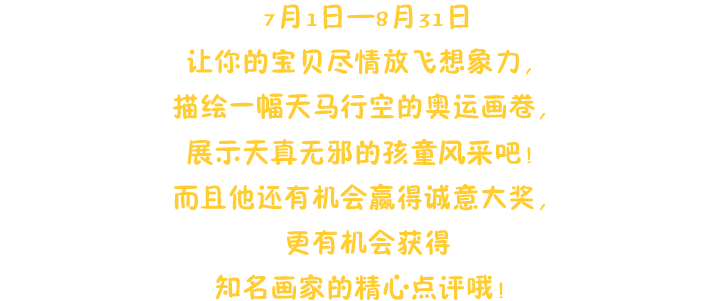 7月1日—8月31日
让你的宝贝尽情放飞想象力，
描绘一幅天马行空的奥运画卷，
展示天真无邪的孩童风采吧！
而且他还有机会赢得诚意大奖，
更有机会获得
知名画家的精心点评哦！